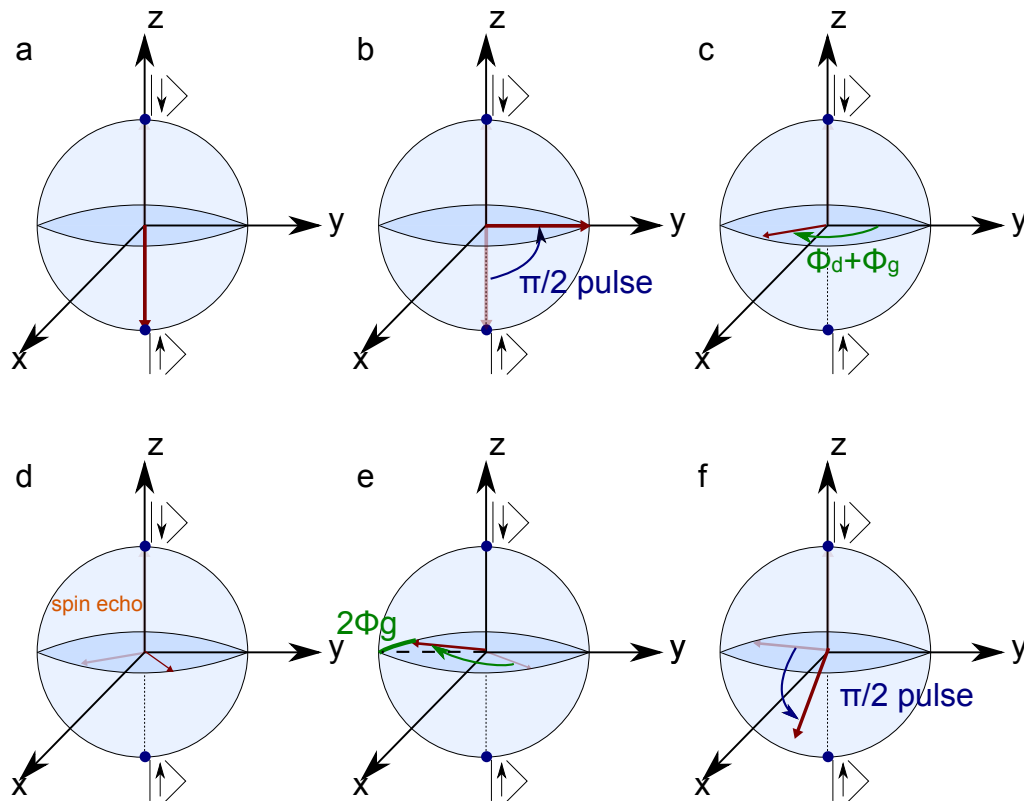 a
z
|↓⟩
y
x
|↑⟩
b
z
|↓⟩
y
π/2 pulse
x
|↑⟩
c
z
|↓⟩
y
Φd+Φg
x
|↑⟩
d
z
|↓⟩
spin echo
y
x
|↑⟩
e
z
|↓⟩
2Φg
y
x
|↑⟩
f
z
|↓⟩
y
π/2 pulse
x
|↑⟩